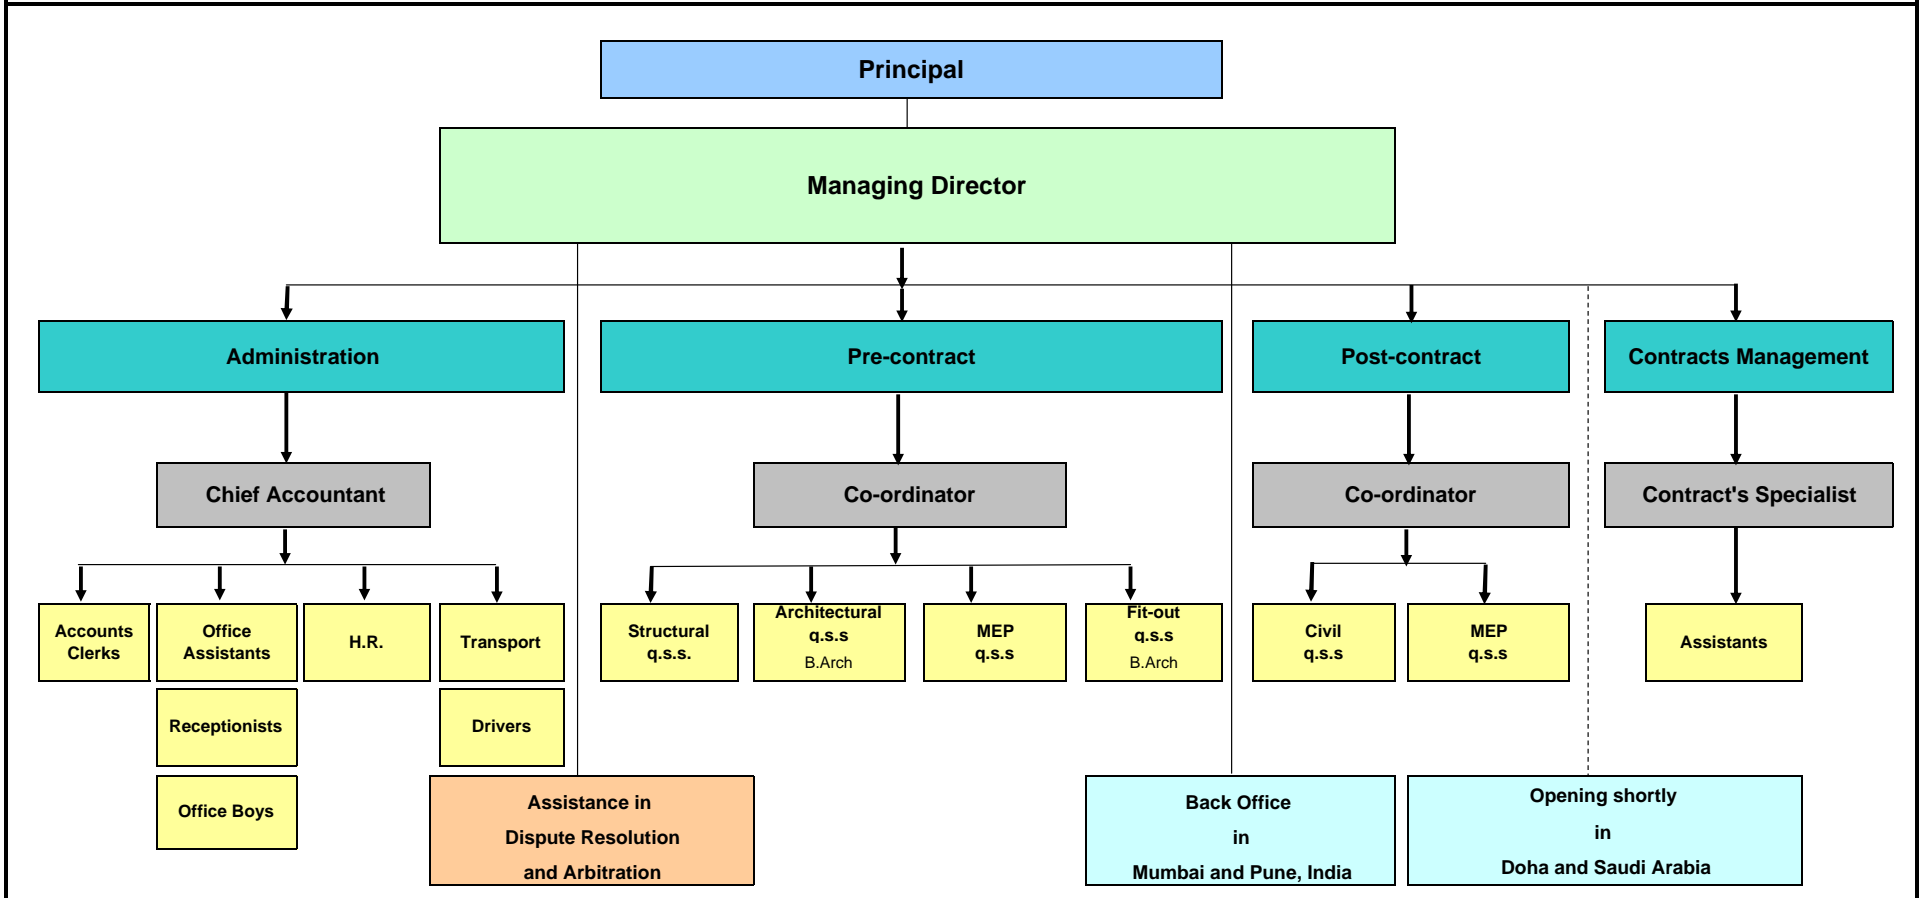 Principal
Managing Director
Administration
Pre-contract
Post-contract
Contracts Management
Chief Accountant
Co-ordinator
Co-ordinator
Contract's Specialist
Accounts
Clerks
Office
Assistants
H.R.
Transport
Structural
q.s.s.
Architectural
q.s.s
B.Arch
MEP
q.s.s
Fit-out
q.s.s
B.Arch
Civil
q.s.s
MEP
q.s.s
Assistants
Receptionists
Drivers
Office Boys
Assistance in
Dispute Resolution
and Arbitration
Back Office
in
Mumbai and Pune, India
Opening shortly
in
Doha and Saudi Arabia